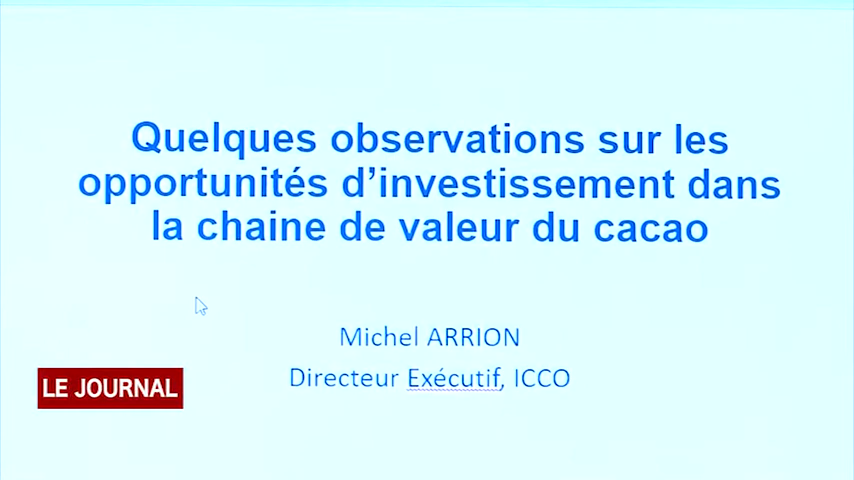 Quelques observations sur les
opportunités d'investissement dans
la chaine de valeur du cacao
Michel ARRION
Directeur Exécutif, ICCO
LE JOURNAL